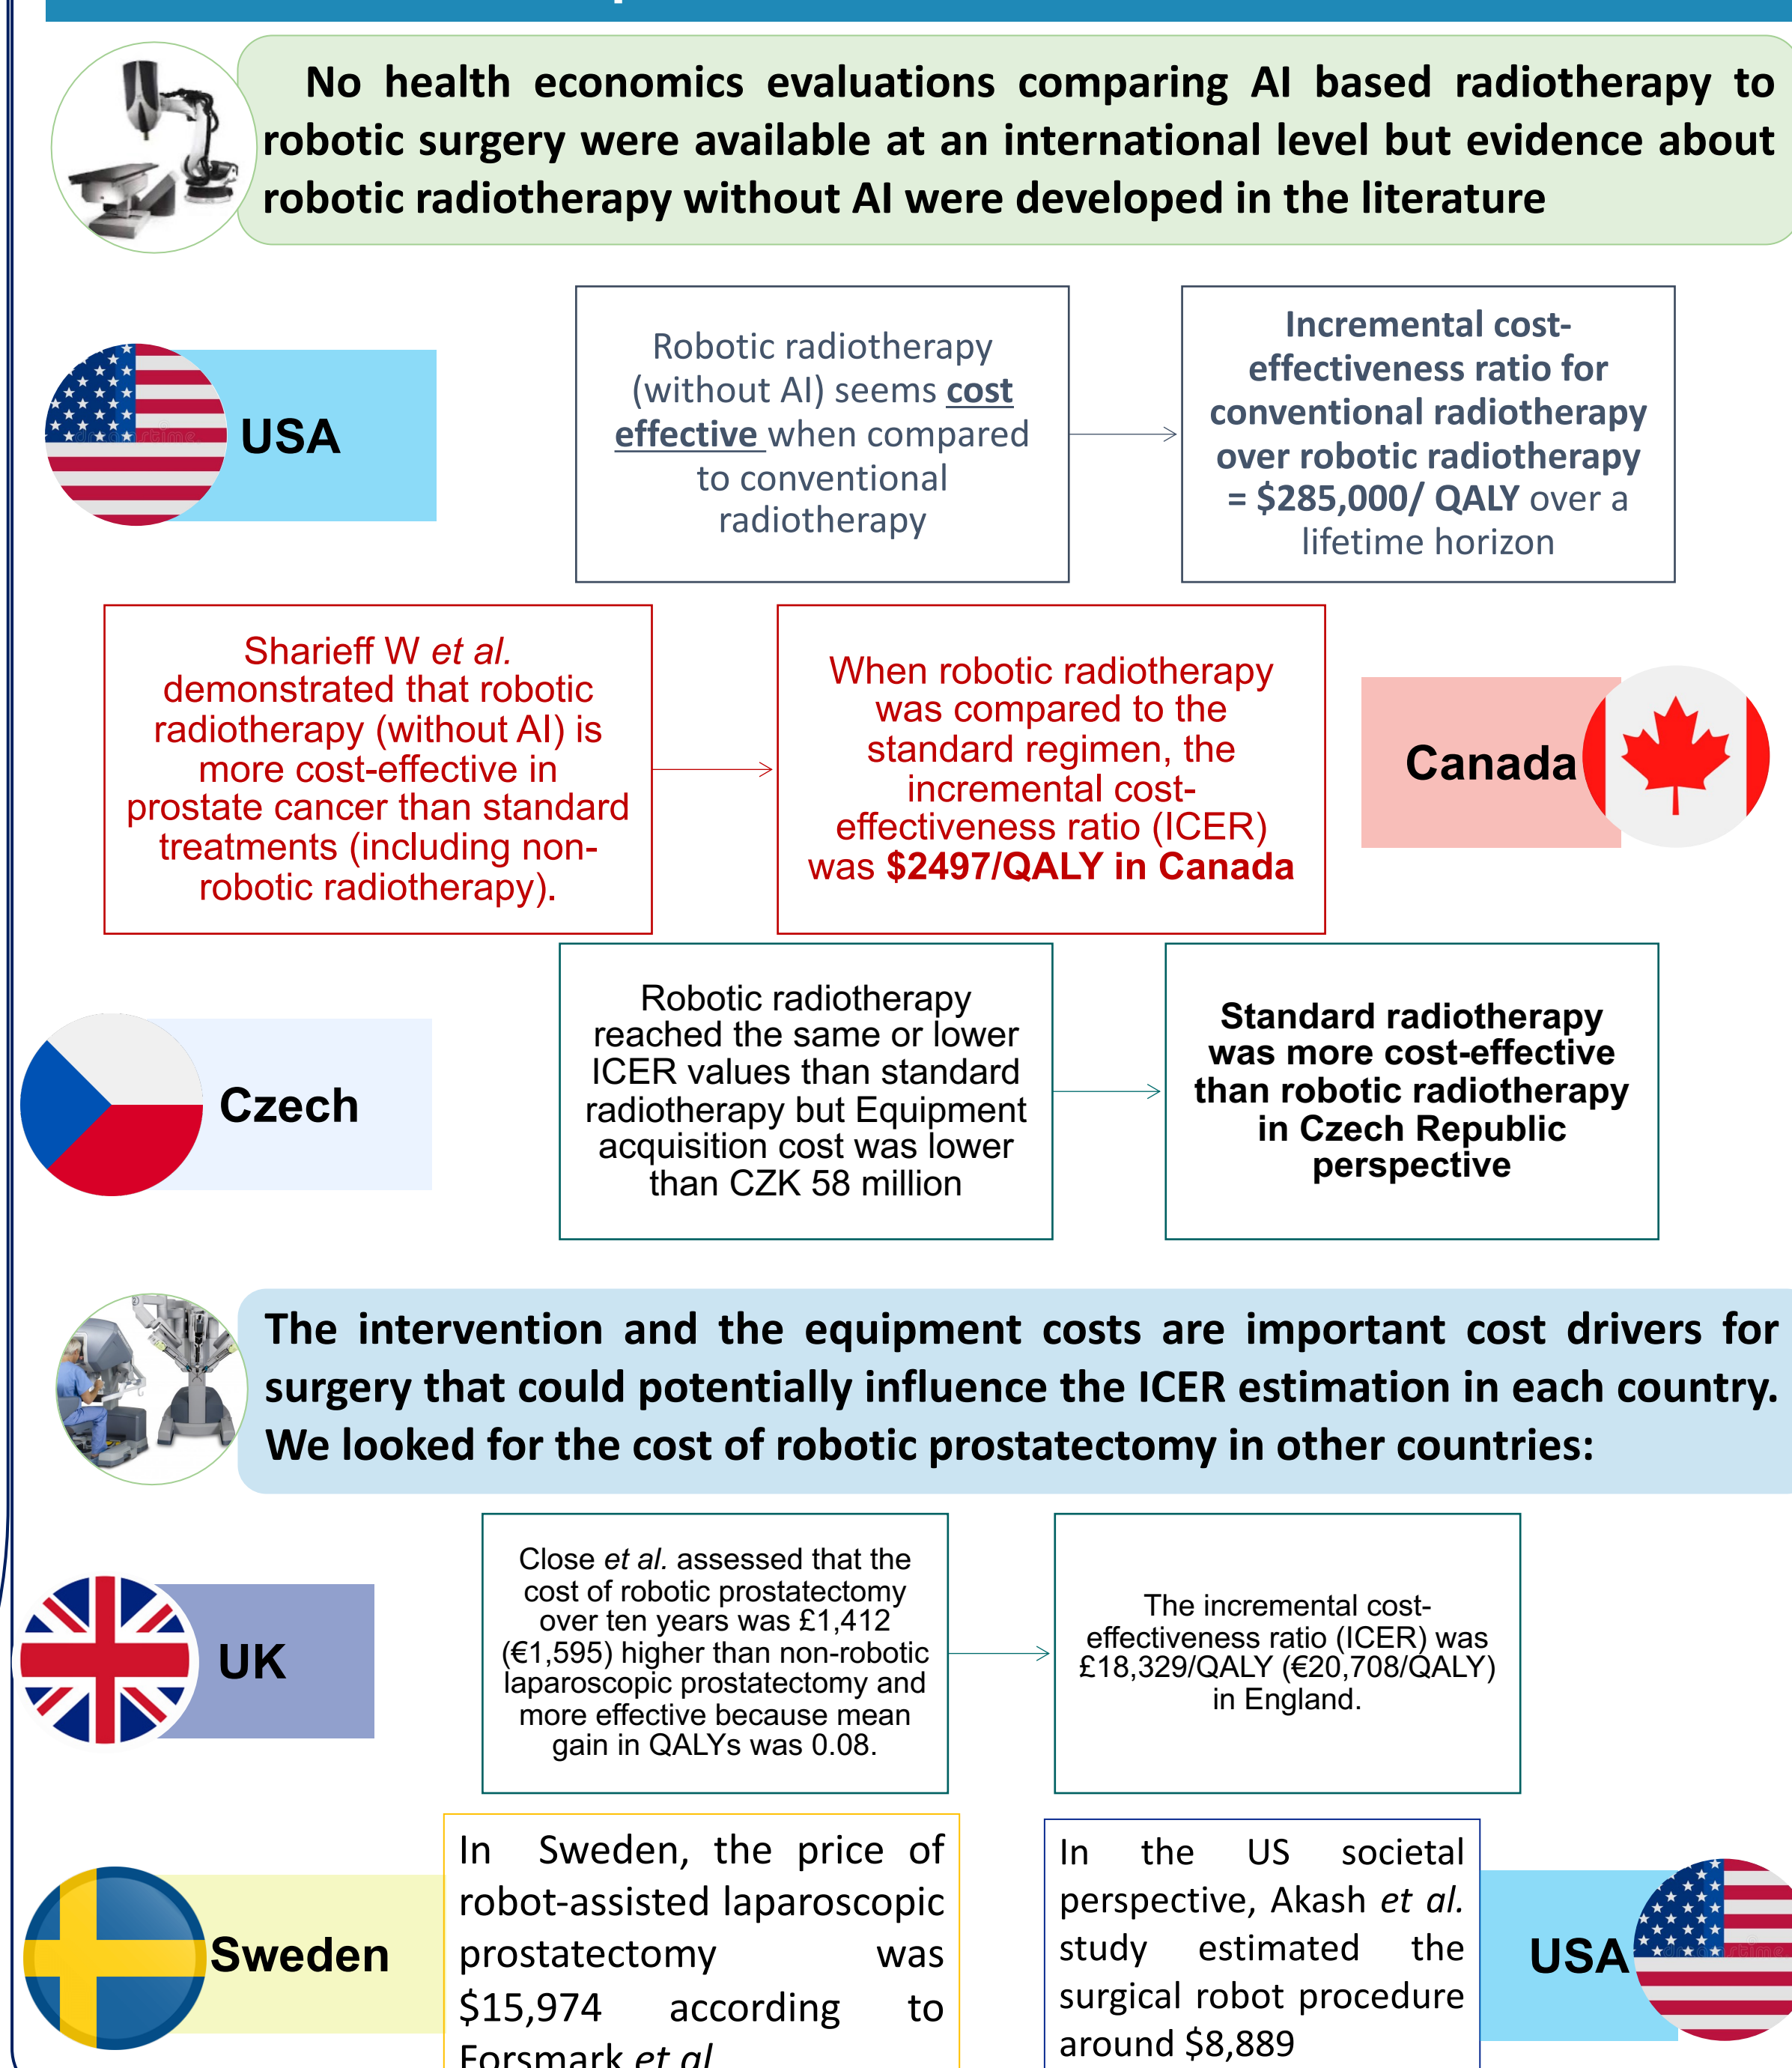 No health economics evaluations comparing AI based radiotherapy to
robotic surgery were available at an international level but evidence about
robotic radiotherapy without AI were developed in the literature
USA
Robotic radiotherapy
(without AI) seems cost
effective when compared
to conventional
radiotherapy
Incremental cost-
effectiveness ratio for
conventional radiotherapy
over robotic radiotherapy
= $285,000/ QALY over a
lifetime horizon
Sharieff W et al.
demonstrated that robotic
radiotherapy (without AI) is
more cost-effective in
prostate cancer than standard
treatments (including non-
robotic radiotherapy).
When robotic radiotherapy
was compared to the
standard regimen, the
incremental cost-
effectiveness ratio (ICER)
was $2497/QALY in Canada
Canada
Czech
Robotic radiotherapy
reached the same or lower
ICER values than standard
radiotherapy but Equipment
acquisition cost was lower
than CZK 58 million
Standard radiotherapy
was more cost-effective
than robotic radiotherapy
in Czech Republic
perspective
The intervention and the equipment costs are important cost drivers for
surgery that could potentially influence the ICER estimation in each country.
We looked for the cost of robotic prostatectomy in other countries:
UK
Close et al. assessed that the
cost of robotic prostatectomy
over ten years was £1,412
(€1,595) higher than non-robotic
laparoscopic prostatectomy and
more effective because mean
gain in QALYs was 0.08.
The incremental cost-
effectiveness ratio (ICER) was
£18,329/QALY (€20,708/QALY)
in England.
Sweden
In Sweden, the price of
robot-assisted laparoscopic
prostatectomy was
$15,974 according to
Forsmark et al
In the US societal
perspective, Akash et al.
study estimated the
surgical robot procedure
around $8,889
USA